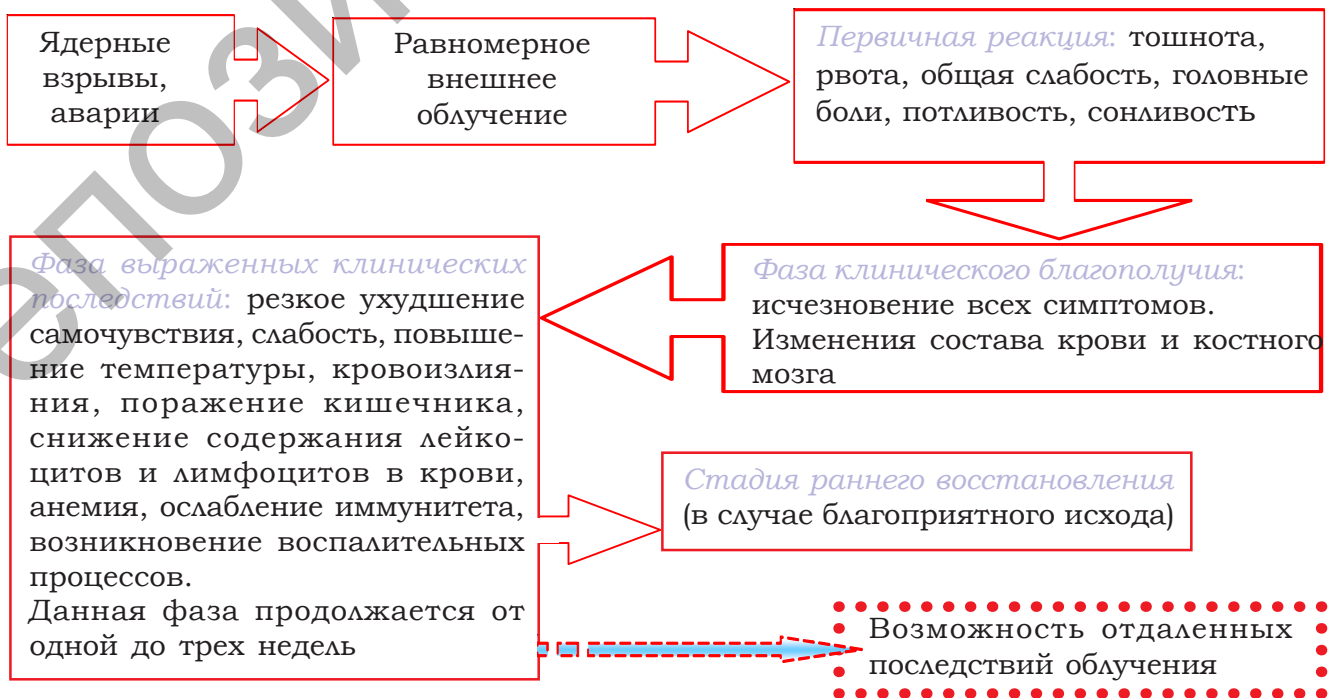 Ядерные
взрывы,
аварии
Равномерное
внешнее
облучение
Первичная реакция: тошнота,
рвота, общая слабость, головные
боли, потливость, сонливость
Фаза клинического благополучия:
исчезновение всех симптомов.
Изменения состава крови и костного
мозга
Фаза выраженных клинических
последствий: резкое ухудшение
самочувствия, слабость, повыше-
ние температуры, кровоизлия-
ния, поражение кишечника,
снижение содержания лейко-
цитов и лимфоцитов в крови,
анемия, ослабление иммунитета,
возникновение воспалительных
процессов.
Данная фаза продолжается от
одной до трех недель
Стадия раннего восстановления
(в случае благоприятного исхода)
Возможность отдаленных
последствий облучения